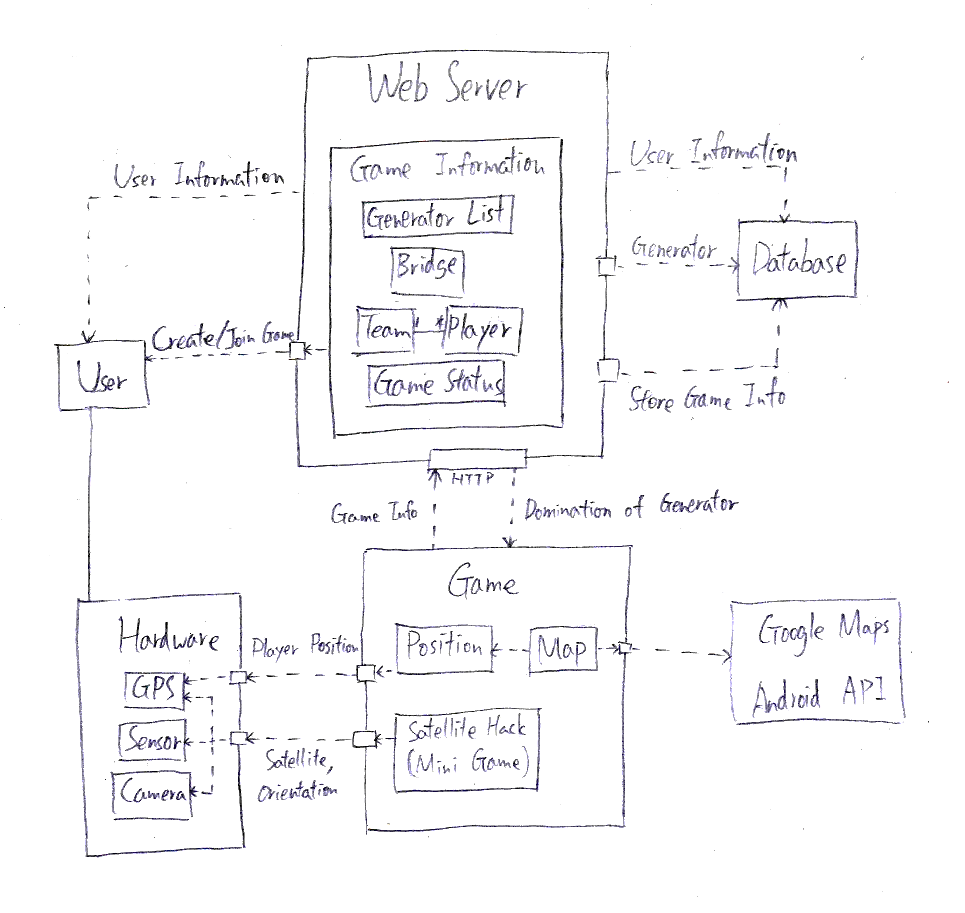 Web Server
Game Information
Generator List
Bridge
Team 1 * Player
Game Status
User Information
User Information
Generator
Database
Create/Join Game
User
Store Game Info
HTTP
Game Info
Domination of Generator
Game
Hardware
Player Position
Position
Map
Google Maps
Android API
GPS
Sensor
Camera
Satellite,
Orientation
Satellite Hack
(Mini Game)